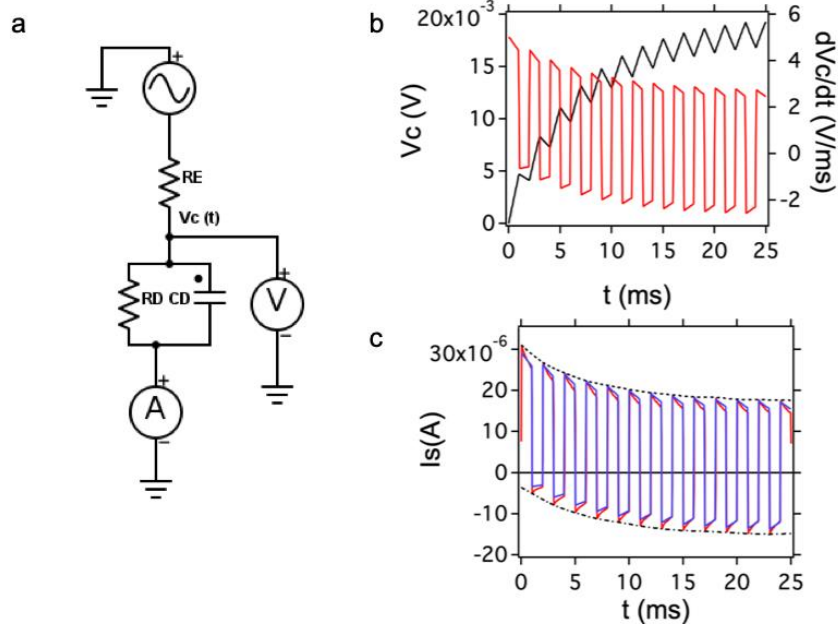 a
+
RE
Vc (t)
RD CD
+
V
−
+
A
−
b
20x10⁻³
15
10
5
0
Vc (V)
6
4
2
0
-2
dVc/dt (V/ms)
0 5 10 15 20 25
t (ms)
c
30x10⁻⁶
20
10
0
-10
-20
Is(A)
0 5 10 15 20 25
t (ms)